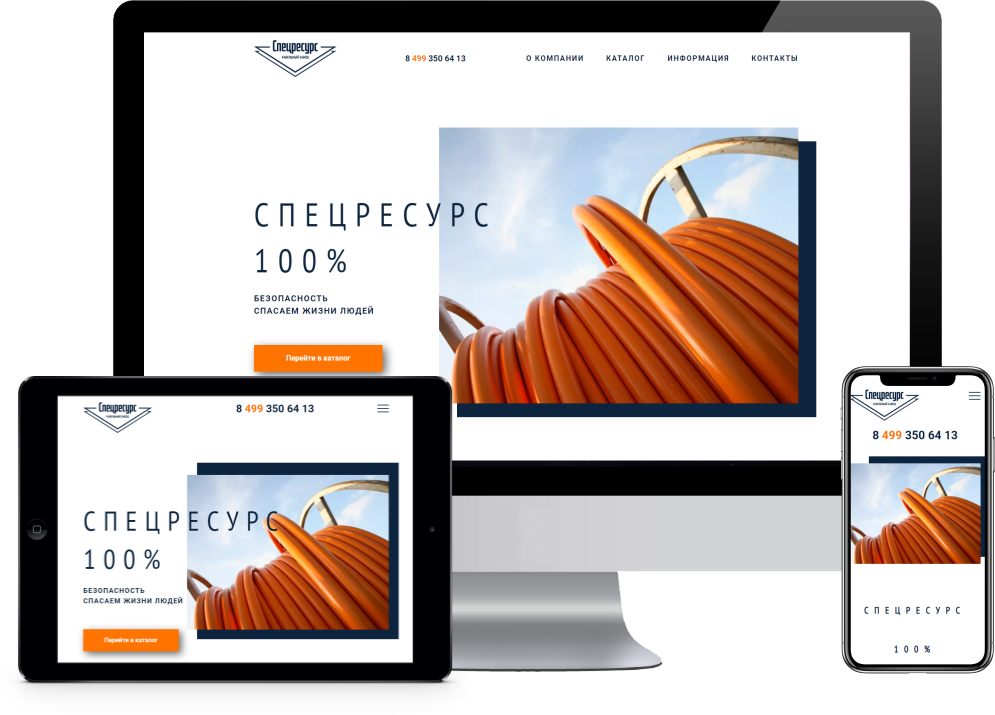 Спецресурс
КАБЕЛЬНЫЙ ЗАВОД
8 499 350 64 13
О КОМПАНИИ
КАТАЛОГ
ИНФОРМАЦИЯ
КОНТАКТЫ
СПЕЦРЕСУРС
100%
БЕЗОПАСНОСТЬ
СПАСАЕМ ЖИЗНИ ЛЮДЕЙ
Перейти в каталог
Спецресурс
КАБЕЛЬНЫЙ ЗАВОД
8 499 350 64 13
СПЕЦРЕСУРС
100%
БЕЗОПАСНОСТЬ
СПАСАЕМ ЖИЗНИ ЛЮДЕЙ
Перейти в каталог
Спецресурс
КАБЕЛЬНЫЙ ЗАВОД
8 499 350 64 13
СПЕЦРЕСУРС
100%